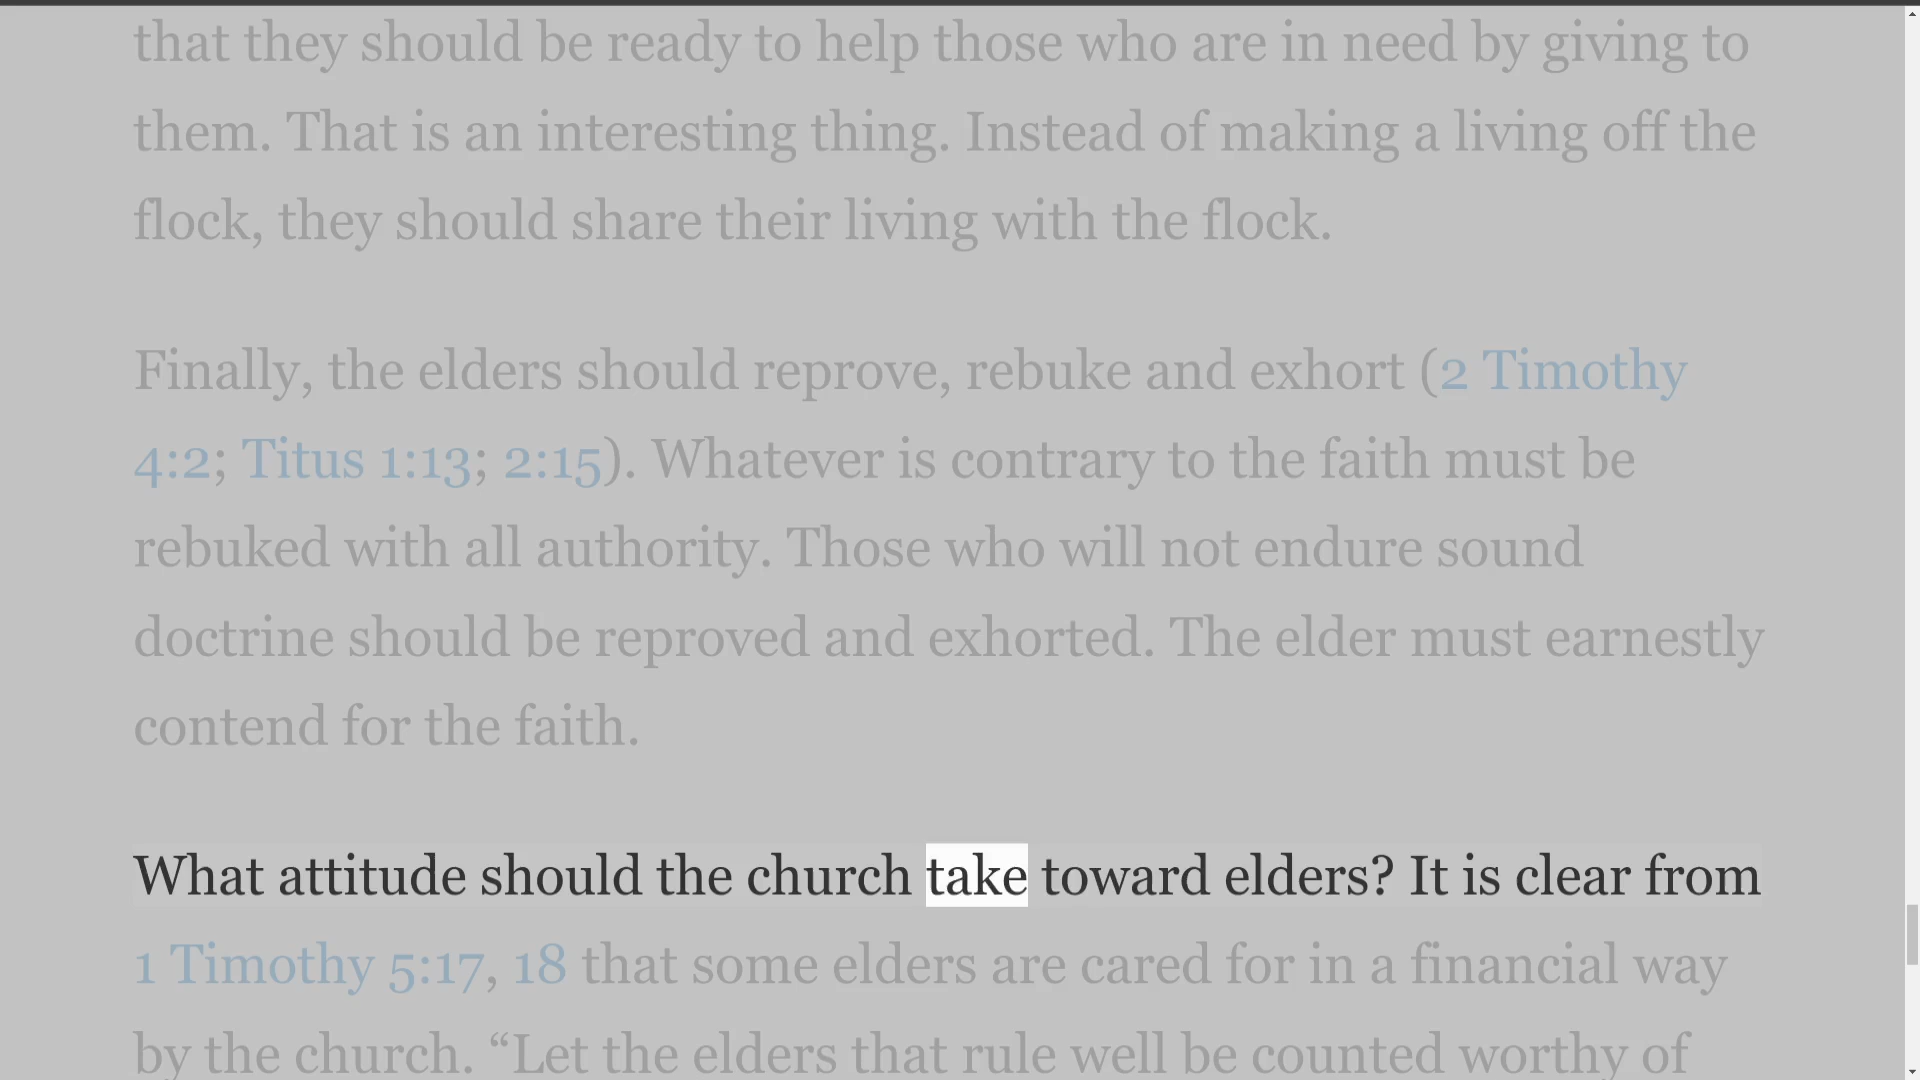 that they should be ready to help those who are in need by giving to
them. That is an interesting thing. Instead of making a living off the
flock, they should share their living with the flock.
Finally, the elders should reprove, rebuke and exhort (2 Timothy
4:2; Titus 1:13; 2:15). Whatever is contrary to the faith must be
rebuked with all authority. Those who will not endure sound
doctrine should be reproved and exhorted. The elder must earnestly
contend for the faith.
What attitude should the church take toward elders? It is clear from
1 Timothy 5:17, 18 that some elders are cared for in a financial way
by the church. “Let the elders that rule well be counted worthy of